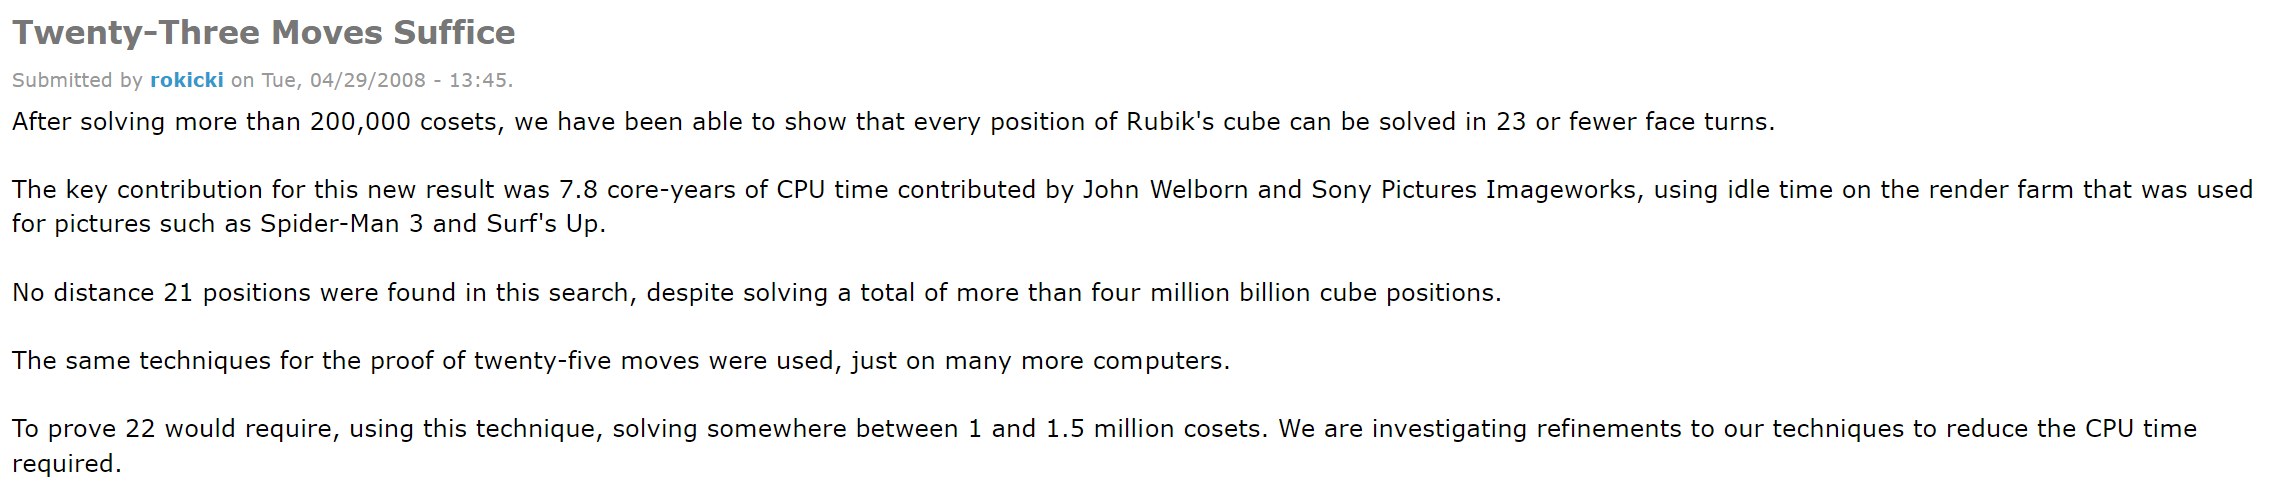 Twenty-Three Moves Suffice
Submitted by rokicki on Tue, 04/29/2008 - 13:45.
After solving more than 200,000 cosets, we have been able to show that every position of Rubik's cube can be solved in 23 or fewer face turns.
The key contribution for this new result was 7.8 core-years of CPU time contributed by John Welborn and Sony Pictures Imageworks, using idle time on the render farm that was used
for pictures such as Spider-Man 3 and Surf's Up.
No distance 21 positions were found in this search, despite solving a total of more than four million billion cube positions.
The same techniques for the proof of twenty-five moves were used, just on many more computers.
To prove 22 would require, using this technique, solving somewhere between 1 and 1.5 million cosets. We are investigating refinements to our techniques to reduce the CPU time
required.